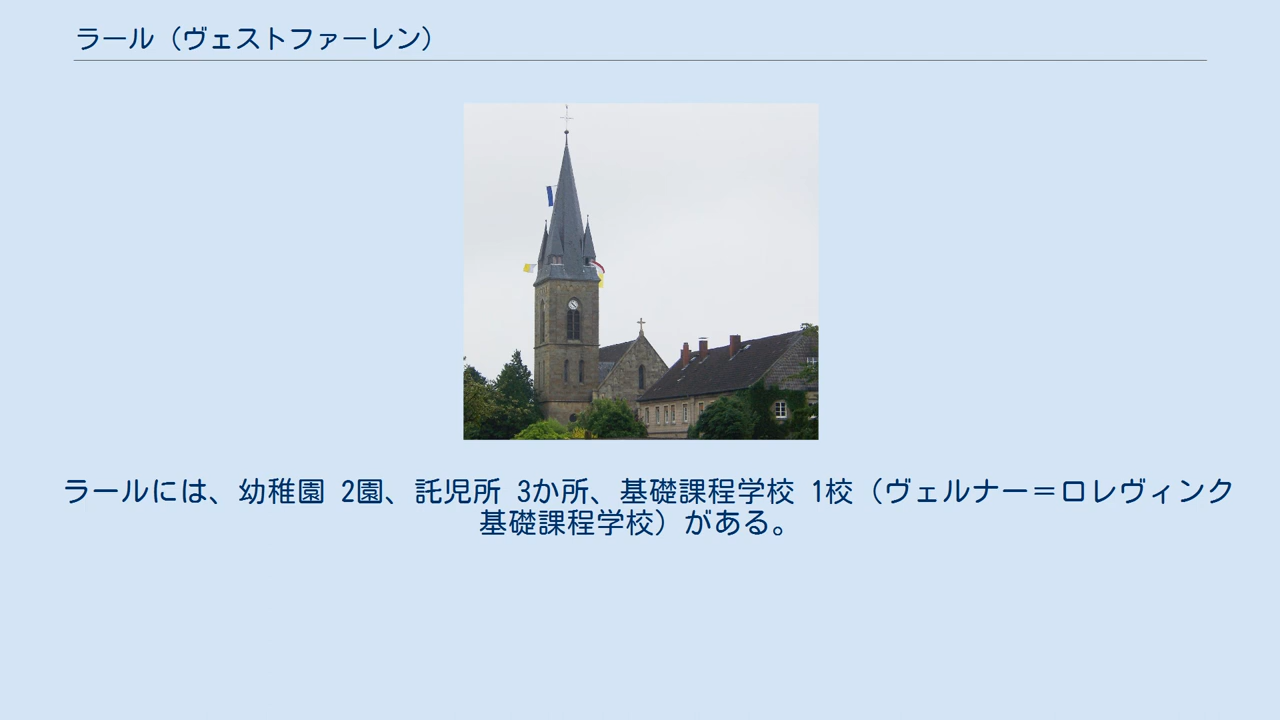 ラール（ヴェストファーレン）
ラールには、幼稚園 2園、託児所 3か所、基礎課程学校 1校（ヴェルナー＝ロレヴィンク
基礎課程学校）がある。